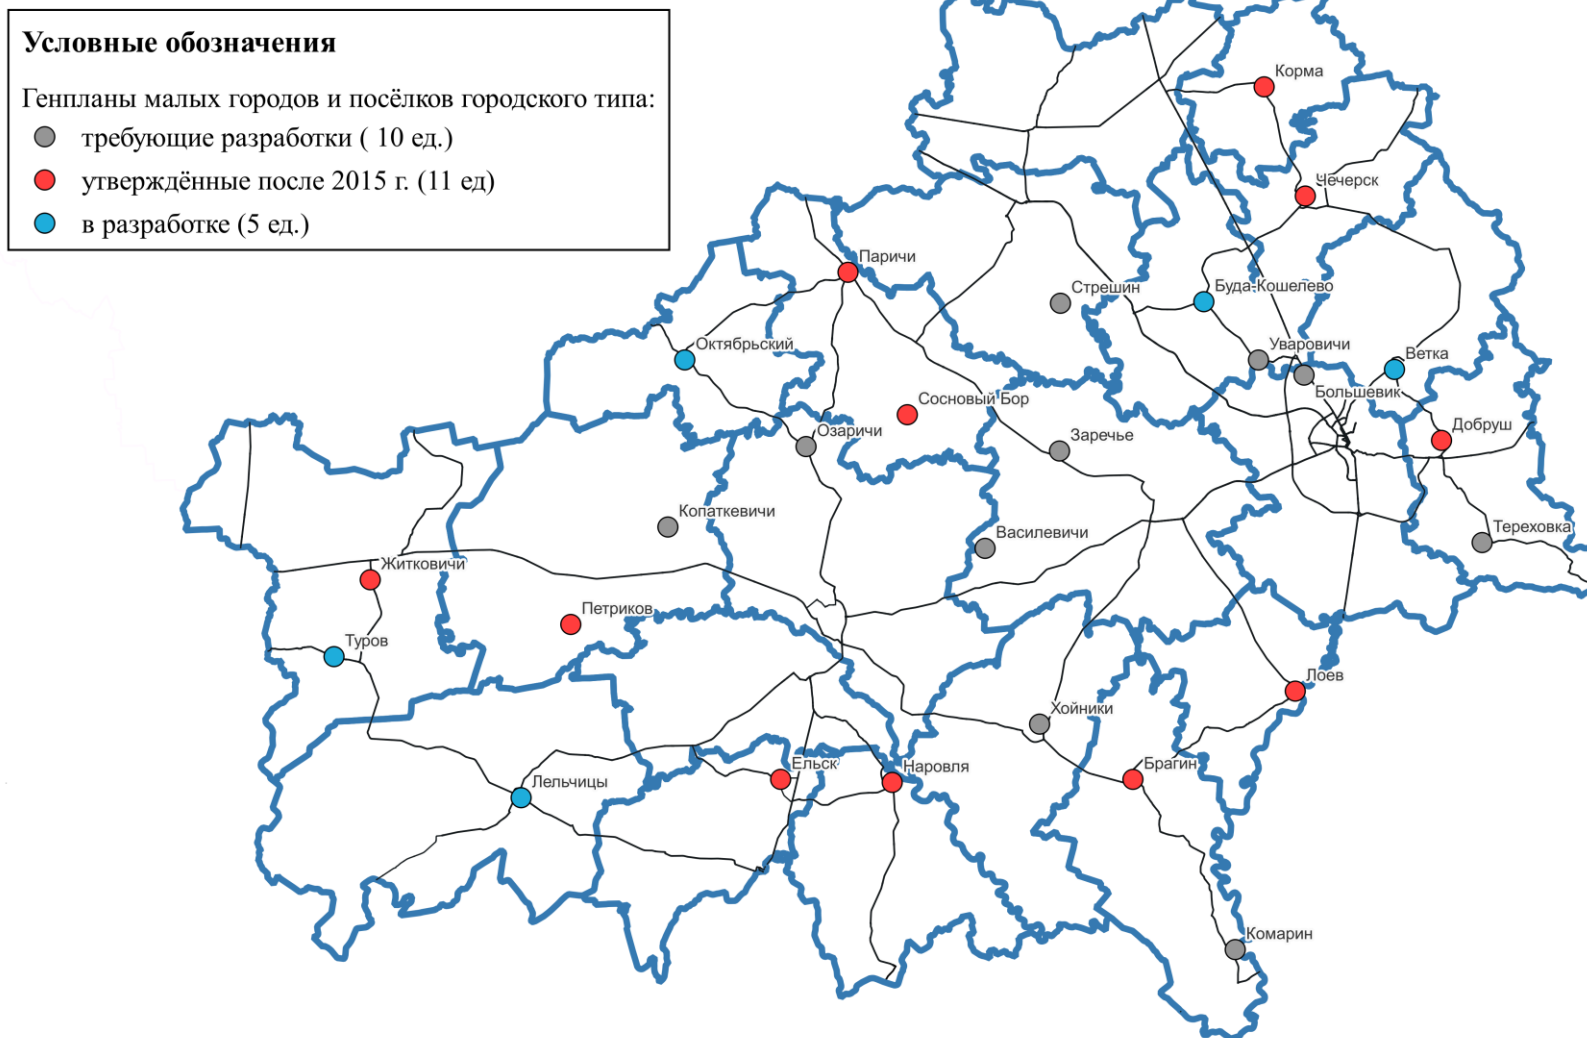 Условные обозначения
Генпланы малых городов и посёлков городского типа:
требующие разработки ( 10 ед.)
утверждённые после 2015 г. (11 ед)
в разработке (5 ед.)
Корма
Чечерск
Паричи
Стрешин
Буда-Кошелево
Октябрьский
Уваровичи
Ветка
Большевик
Сосновый Бор
Озаричи
Заречье
Добруш
Копаткевичи
Василевичи
Тереховка
Житковичи
Петриков
Туров
Лоев
Хойники
Ельск
Наровля
Брагин
Лельчицы
Комарин